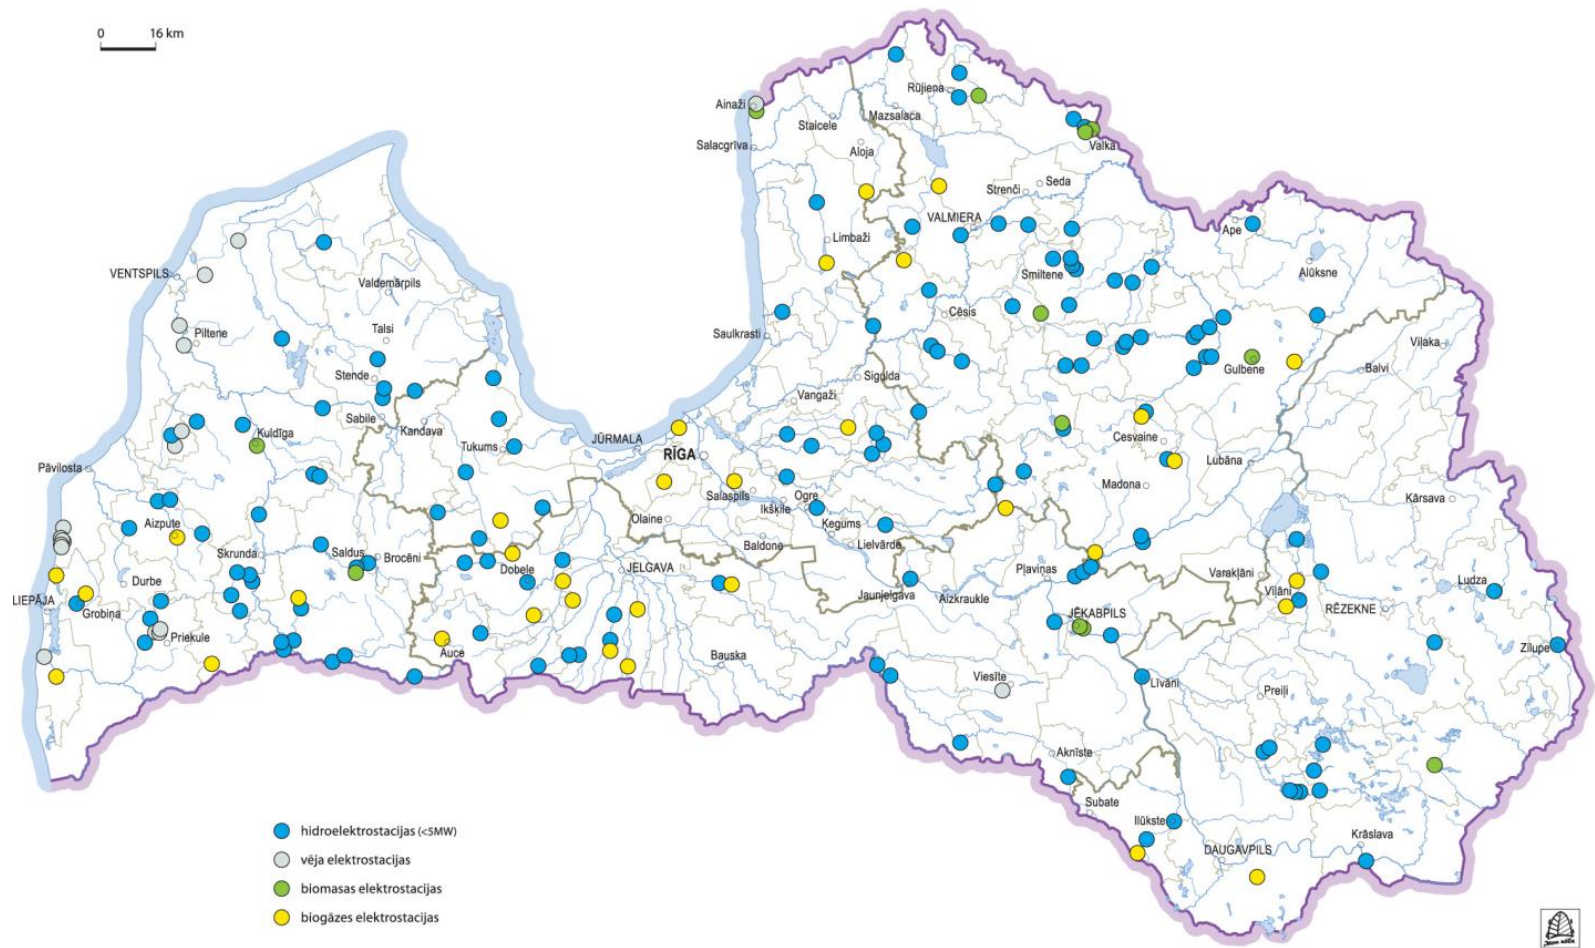 0 16 km
Rūjiena
Ainaži
Mazsalaca
Staicele
Valka
Salacgrīva
Aloja
Seda
Strenči
VALMIERA
Ape
Limbaži
Alūksne
VENTSPILS
Smiltene
Valdemārpils
Cēsis
Piltene
Talsi
Saulkrasti
Viļaka
Gulbene
Balvi
Stende
Sigulda
Vangaži
Sabile
Kandava
Kuldīga
JŪRMALA
Cesvaine
Tukums
RĪGA
Lubāna
Pāvilosta
Madona
Salaspils
Ogre
Kārsava
Ikšķile
Aizpute
Olaine
Ķegums
Baldone
Lielvārde
Skrunda
Saldus
Brocēni
Dobele
JELGAVA
Pļaviņas
Varakļāni
Durbe
Ludza
Viļāni
LIEPĀJA
Jaunjelgava
Aizkraukle
RĒZEKNE
Grobiņa
JĒKABPILS
Priekule
Auce
Bauska
Zilupe
Viesīte
Līvāni
Preiļi
Aknīste
Subate
Ilūkste
Krāslava
DAUGAVPILS
hidroelektrostacijas (<5MW)
vēja elektrostacijas
biomasas elektrostacijas
biogāzes elektrostacijas